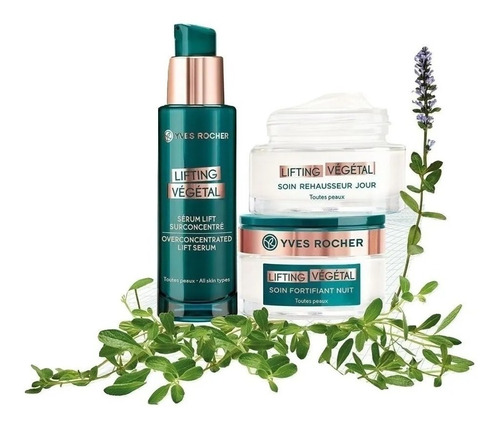 YVES ROCHER
LIFTING
VÉGÉTAL
SÉRUM LIFT
SURCONCENTRÉ
OVERCONCENTRATED
LIFT SERUM
Toutes peaux - All skin types
LIFTING VÉGÉTAL
SOIN REHAUSSEUR JOUR
Toutes peaux
YVES ROCHER
LIFTING VÉGÉTAL
SOIN FORTIFIANT NUIT
Toutes peaux